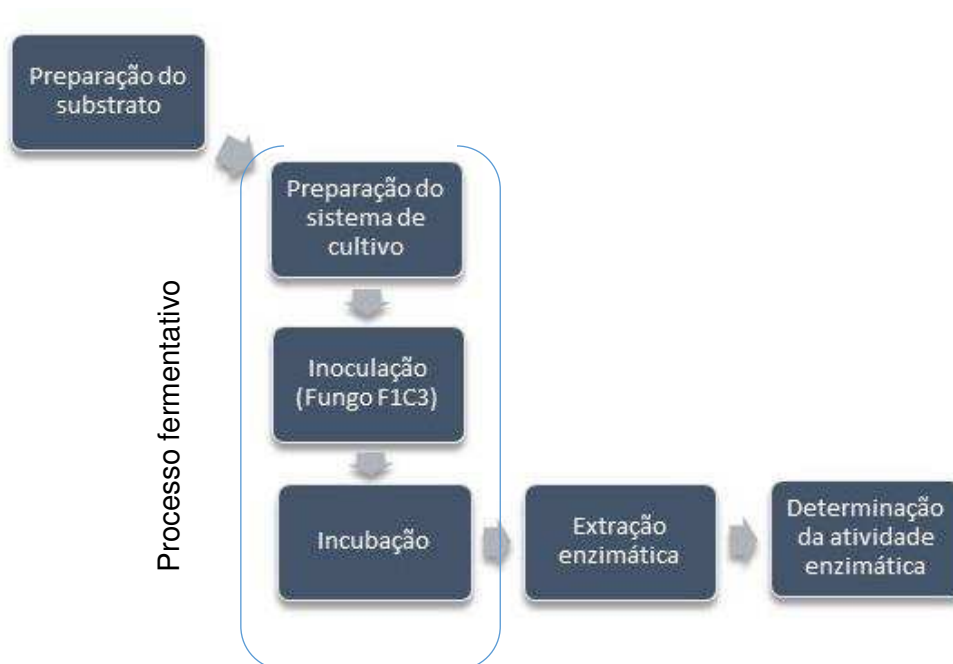 Preparação do
substrato
Preparação do
sistema de
cultivo
Processo fermentativo
Inoculação
(Fungo F1C3)
Incubação
Extração
enzimática
Determinação
da atividade
enzimática